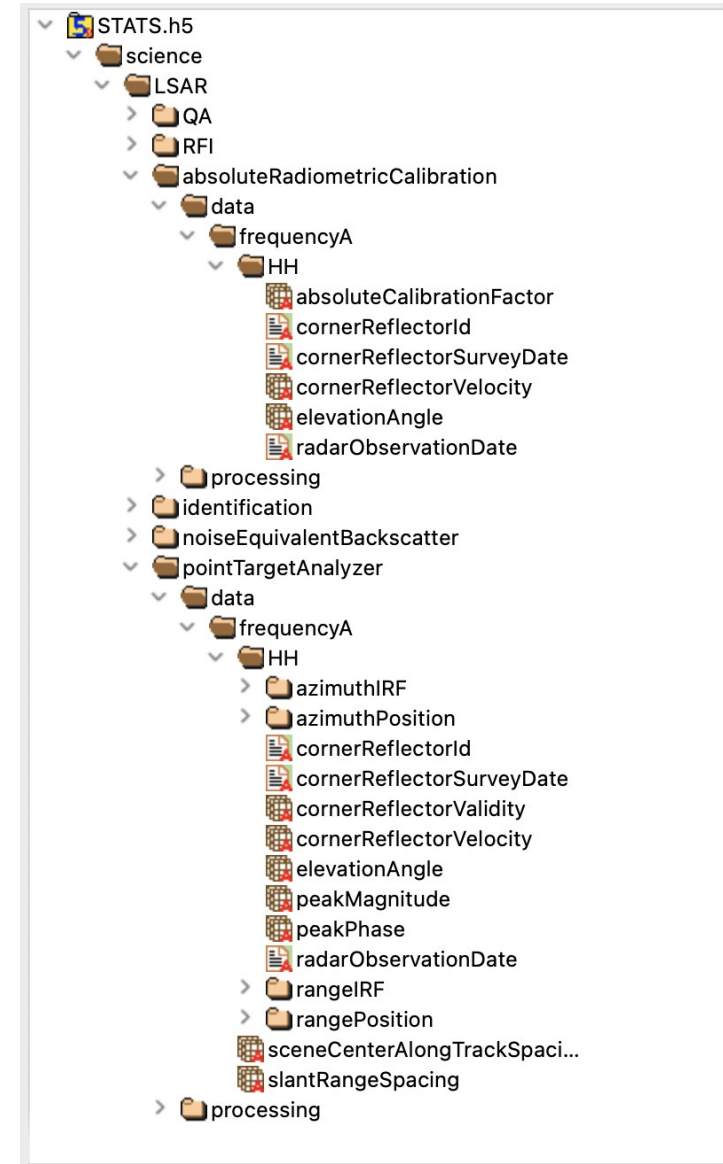 STATS.h5
science
LSAR
QA
RFI
absoluteRadiometricCalibration
data
frequencyA
HH
absoluteCalibrationFactor
cornerReflectorId
cornerReflectorSurveyDate
cornerReflectorVelocity
elevationAngle
radarObservationDate
processing
identification
noiseEquivalentBackscatter
pointTargetAnalyzer
data
frequencyA
HH
azimuthIRF
azimuthPosition
cornerReflectorId
cornerReflectorSurveyDate
cornerReflectorValidity
cornerReflectorVelocity
elevationAngle
peakMagnitude
peakPhase
radarObservationDate
rangeIRF
rangePosition
sceneCenterAlongTrackSpaci...
slantRangeSpacing
processing